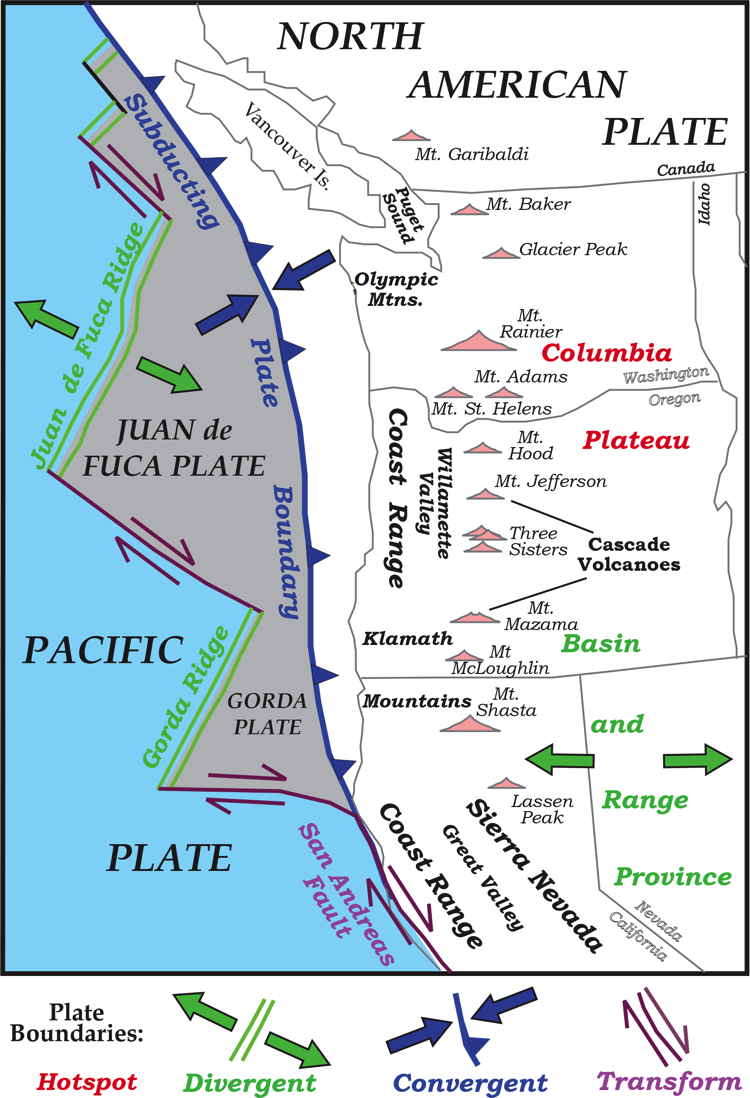 NORTH
AMERICAN
PLATE
Subducting
Plate
Boundary
Vancouver Is.
Mt. Garibaldi
Canada
Idaho
Puget
Sound
Mt. Baker
Glacier Peak
Olympic
Mtns.
Mt.
Rainier
Columbia
Plateau
Mt. Adams
Washington
Oregon
Mt. St. Helens
Juan de Fuca Ridge
JUAN de
FUCA PLATE
Coast Range
Willamette
Valley
Mt.
Hood
Mt. Jefferson
Three
Sisters
Cascade
Volcanoes
Mt.
Mazama
Klamath
Mountains
Mt
McLoughlin
Basin
and
Range
Province
PACIFIC
PLATE
Gorda Ridge
GORDA
PLATE
Mt.
Shasta
Lassen
Peak
San Andreas
Fault
Coast Range
Great Valley
Sierra Nevada
Nevada
California
Plate
Boundaries:
Hotspot
Divergent
Convergent
Transform